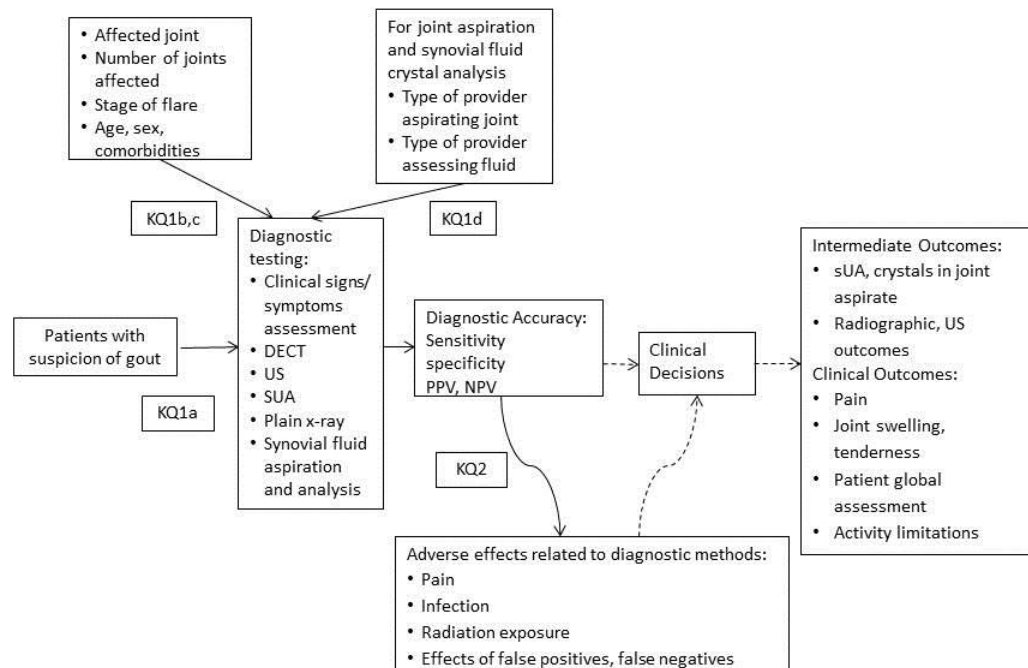 • Affected joint
• Number of joints
affected
• Stage of flare
• Age, sex,
comorbidities
For joint aspiration
and synovial fluid
crystal analysis
• Type of provider
aspirating joint
• Type of provider
assessing fluid
KQ1b,c
KQ1d
Patients with
suspicion of gout
KQ1a
Diagnostic
testing:
• Clinical signs/
symptoms
assessment
• DECT
• US
• SUA
• Plain x-ray
• Synovial fluid
aspiration
and analysis
Diagnostic Accuracy:
Sensitivity
specificity
PPV, NPV
KQ2
Clinical
Decisions
Intermediate Outcomes:
• sUA, crystals in joint
aspirate
• Radiographic, US
outcomes
Clinical Outcomes:
• Pain
• Joint swelling,
tenderness
• Patient global
assessment
• Activity limitations
Adverse effects related to diagnostic methods:
• Pain
• Infection
• Radiation exposure
• Effects of false positives, false negatives